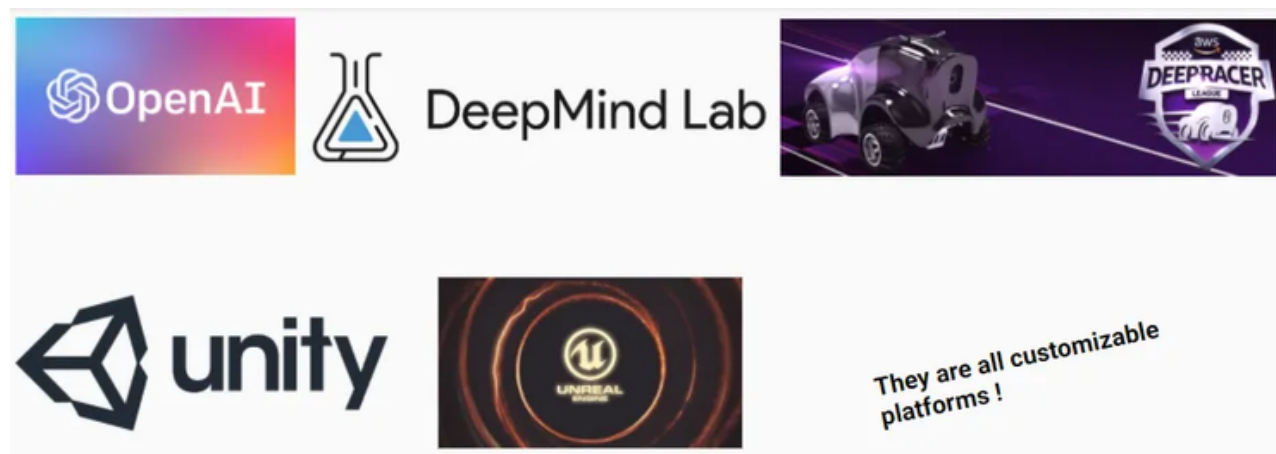 OpenAI
DeepMind Lab
aws
DEEPRACER
LEAGUE
unity
UNREAL
ENGINE
They are all customizable
platforms !